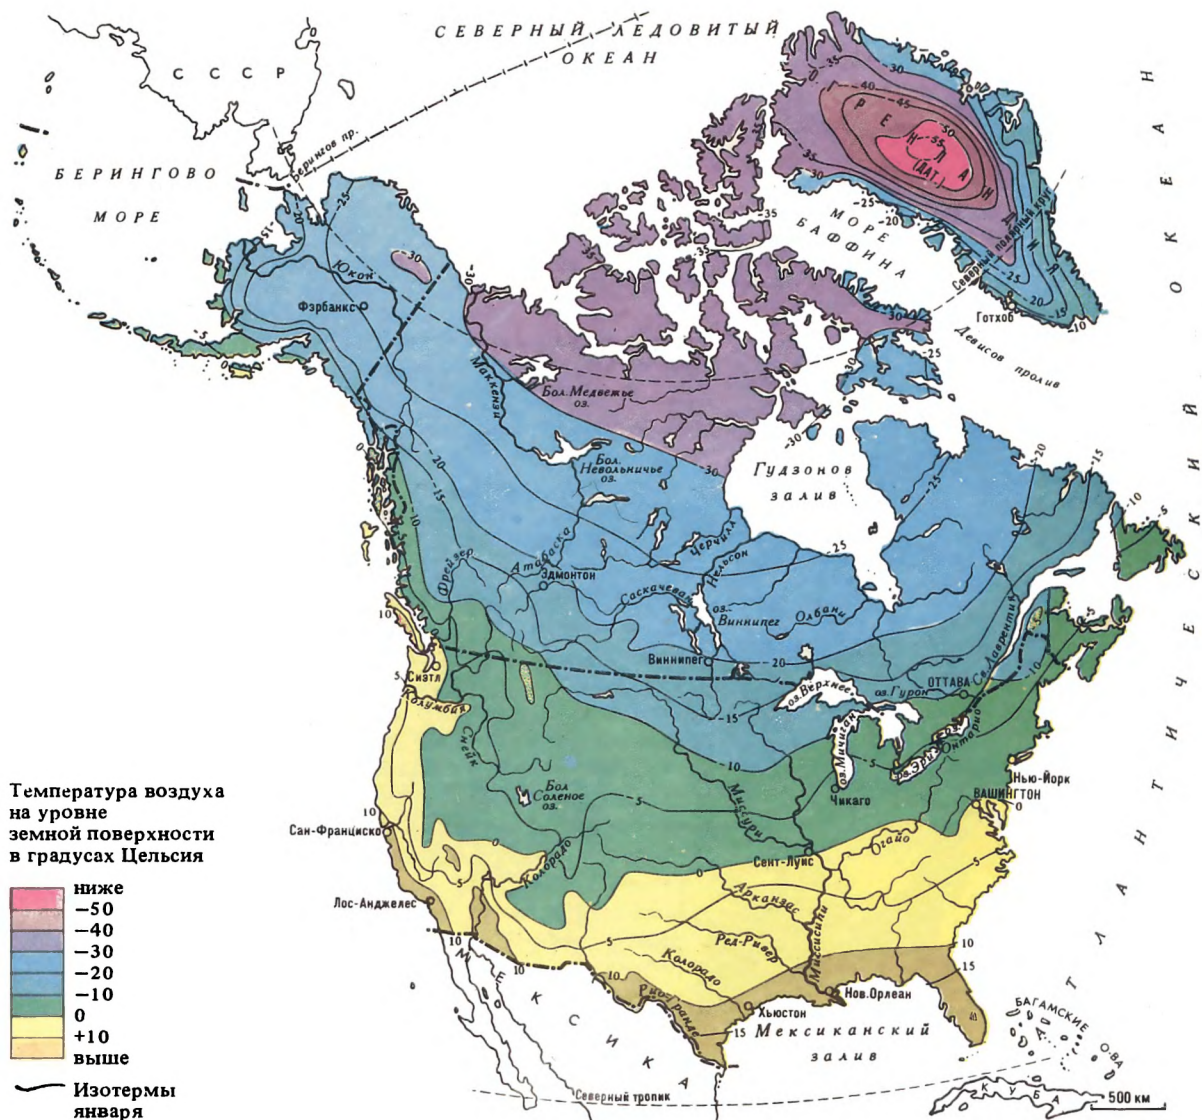 СЕВЕРНЫЙ ЛЕДОВИТЫЙ
ОКЕАН
СССР
Берингов пр.
БЕРИНГОВО
МОРЕ
ГРЕНЛАНДИЯ
(ДАТ.)
МОРЕ
БАФФИНА
Северный полярный круг
Готхоб
Девисов пролив
АТЛАНТИЧЕСКИЙ ОКЕАН
Юкон
Фэрбанкс
Маккензи
Бол. Медвежье
оз.
Бол.
Невольничье
оз.
Гудзонов
залив
Фрейзер
Атабаска
Эдмонтон
Черчилл
Нельсон
Саскачеван
оз.
Виннипег
Олбани
Виннипег
Св. Лаврентия
ОТТАВА
оз. Верхнее
оз. Гурон
оз. Мичиган
оз. Эри
Онтарио
Сиэтл
Колумбия
Снейк
Бол
Соленое
оз.
Миссури
Чикаго
Нью-Йорк
ВАШИНГТОН
Сан-Франциско
Колорадо
Сент-Луис
Огайо
Лос-Анджелес
Арканзас
Ред-Ривер
Миссисипи
Колорадо
Рио-Гранде
Хьюстон
Нов. Орлеан
МЕКСИКА
Мексиканский
залив
БАГАМСКИЕ
О-ВА
КУБА
Северный тропик
500 км
Температура воздуха
на уровне
земной поверхности
в градусах Цельсия
ниже
−50
−40
−30
−20
−10
0
+10
выше
Изотермы
января